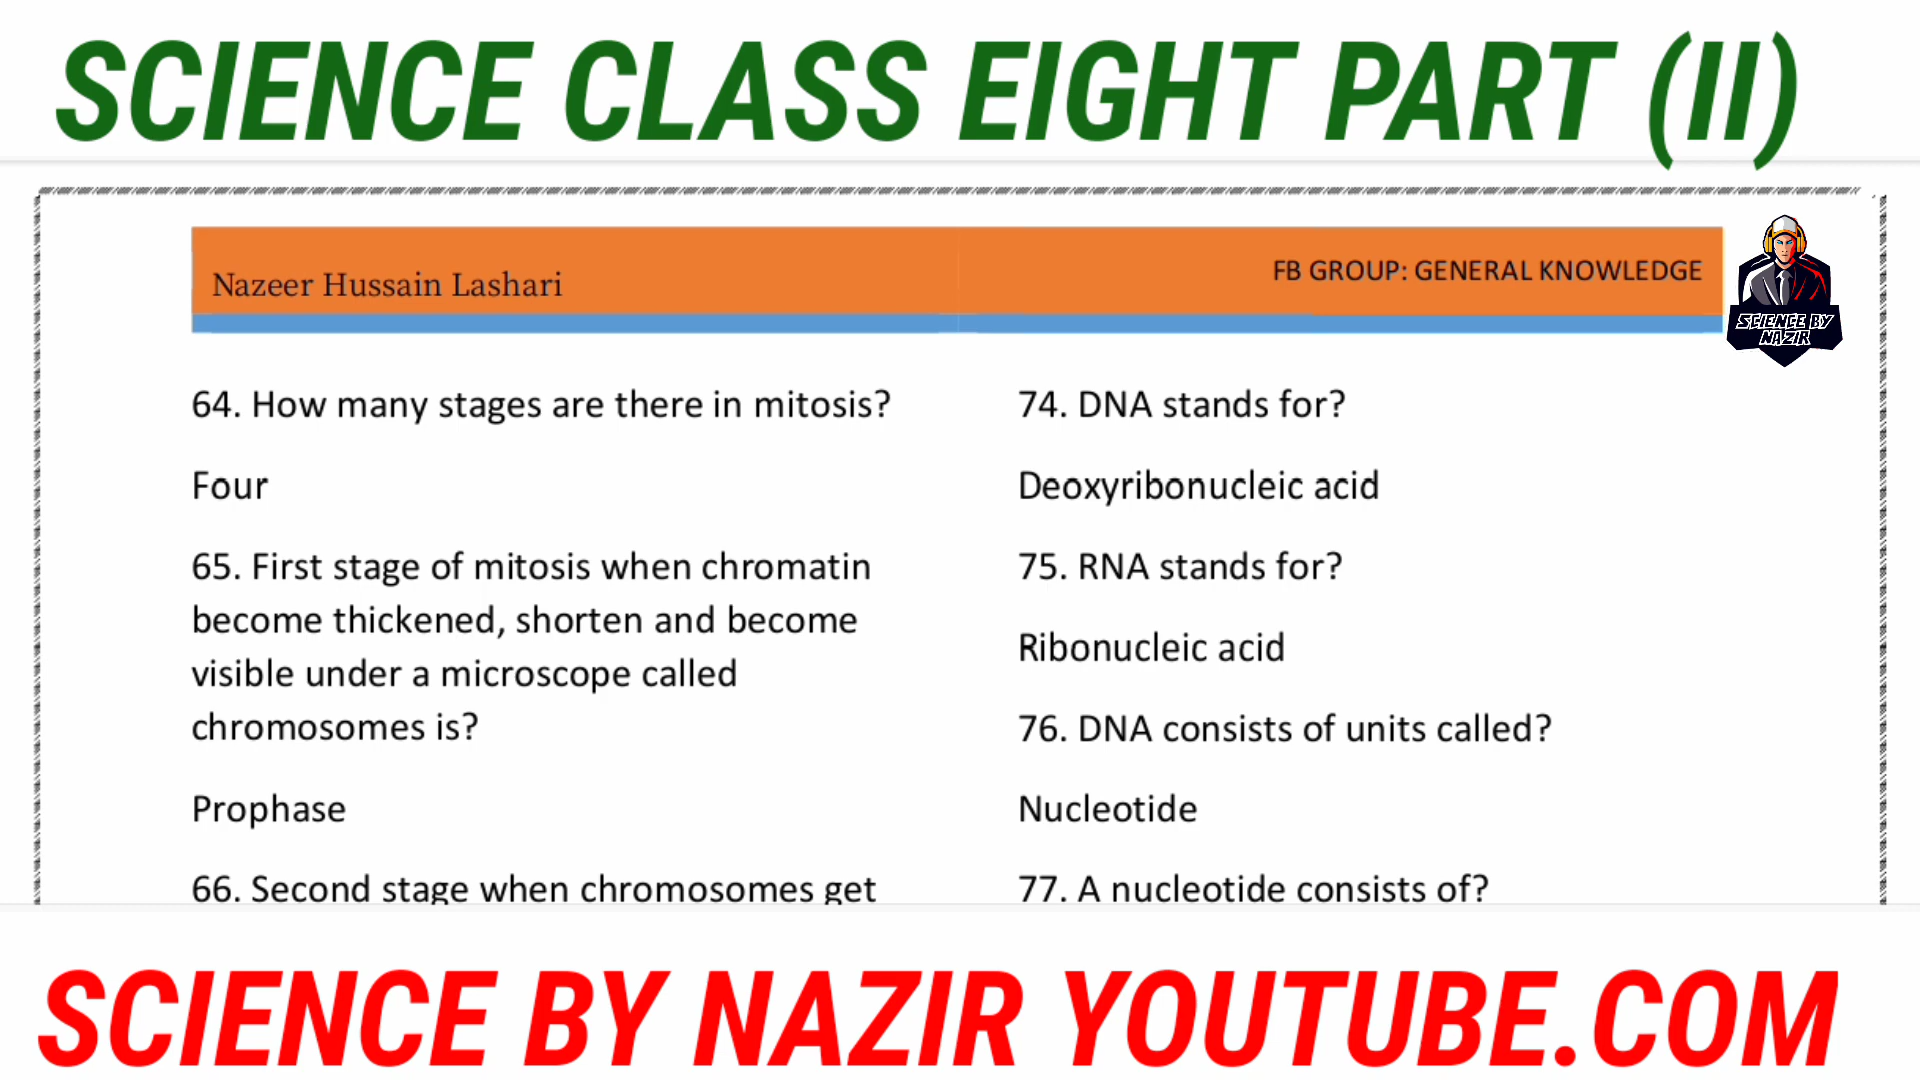 SCIENCE CLASS EIGHT PART (II)
Nazeer Hussain Lashari
FB GROUP: GENERAL KNOWLEDGE
SCIENCE BY
NAZIR
64. How many stages are there in mitosis?
Four
65. First stage of mitosis when chromatin
become thickened, shorten and become
visible under a microscope called
chromosomes is?
Prophase
66. Second stage when chromosomes get
74. DNA stands for?
Deoxyribonucleic acid
75. RNA stands for?
Ribonucleic acid
76. DNA consists of units called?
Nucleotide
77. A nucleotide consists of?
SCIENCE BY NAZIR YOUTUBE.COM